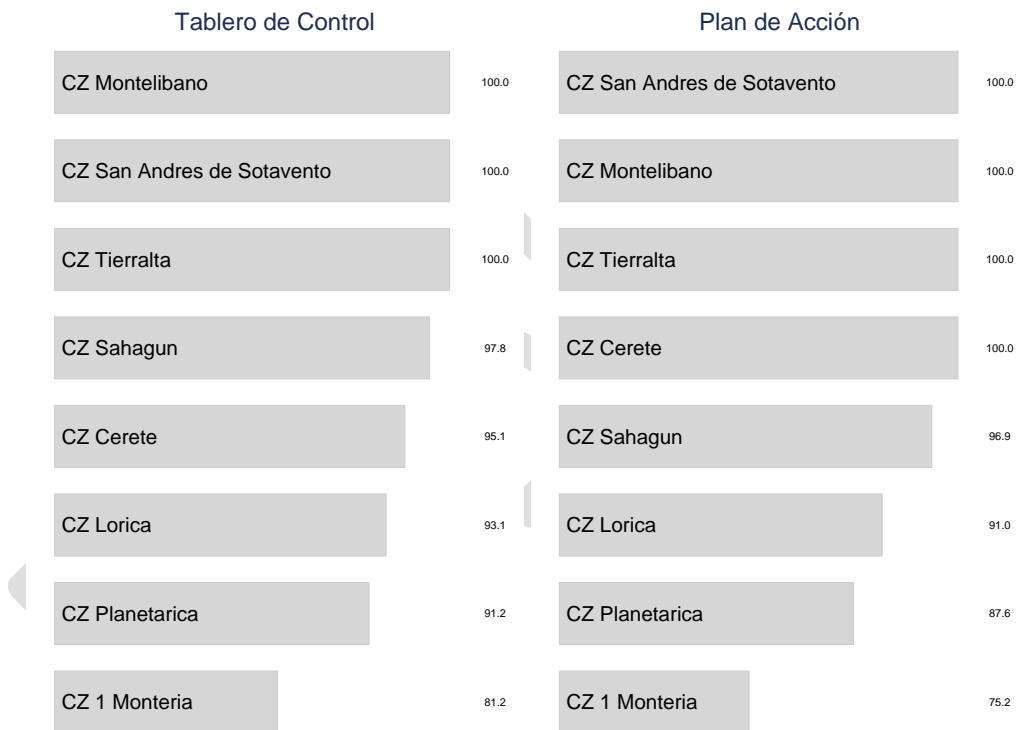 Tablero de Control
CZ Montelibano 100.0
CZ San Andres de Sotavento 100.0
CZ Tierralta 100.0
CZ Sahagun 97.8
CZ Cerete 95.1
CZ Lorica 93.1
CZ Planetarica 91.2
CZ 1 Monteria 81.2
Plan de Acción
CZ San Andres de Sotavento 100.0
CZ Montelibano 100.0
CZ Tierralta 100.0
CZ Cerete 100.0
CZ Sahagun 96.9
CZ Lorica 91.0
CZ Planetarica 87.6
CZ 1 Monteria 75.2